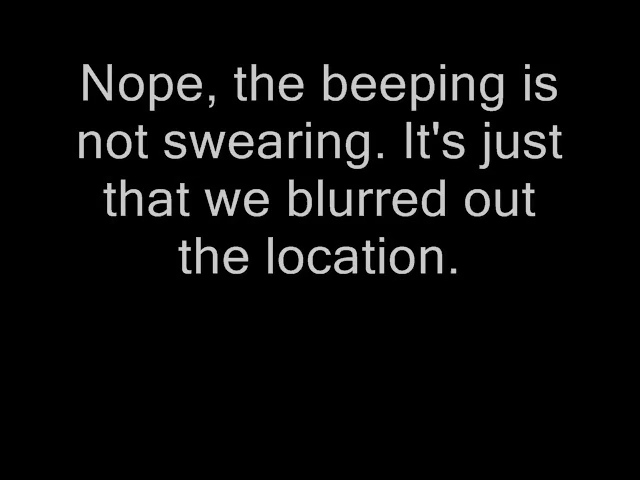 Nope, the beeping is
not swearing. It's just
that we blurred out
the location.